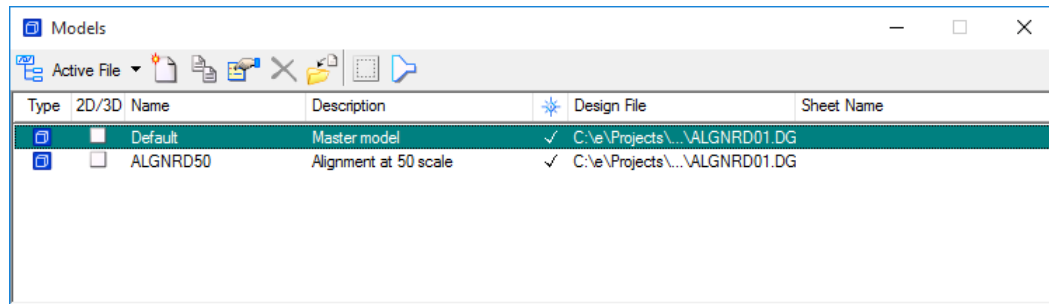 Models
Active File
Type 2D/3D Name Description Design File Sheet Name
Default Master model C:\e\Projects\...\ALGNRD01.DG
ALGNRD50 Alignment at 50 scale C:\e\Projects\...\ALGNRD01.DG